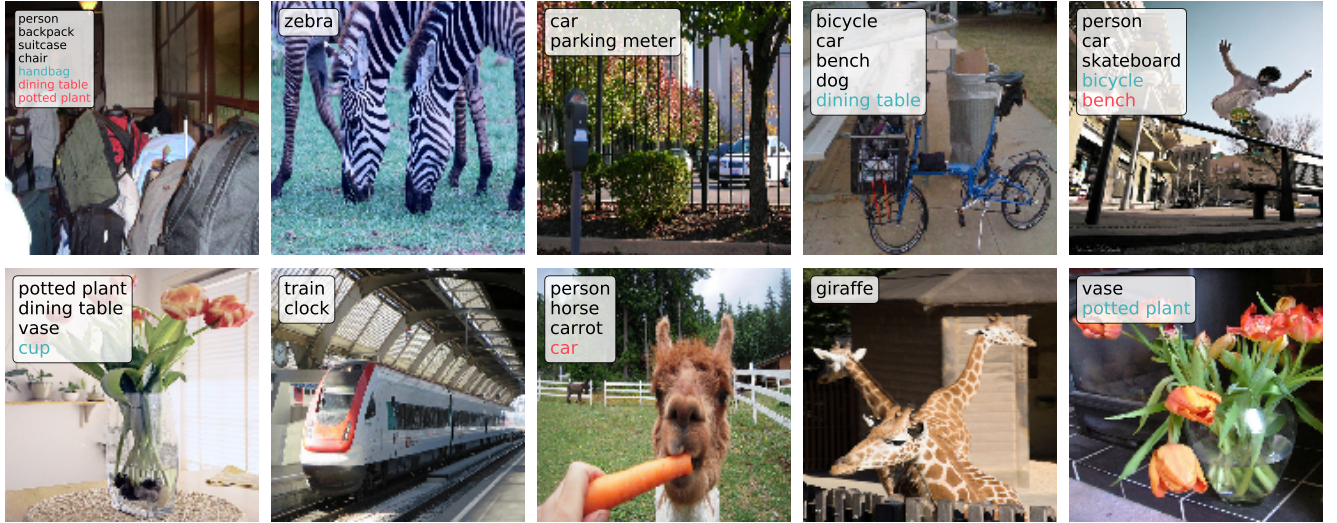 person
backpack
suitcase
chair
handbag
dining table
potted plant
zebra
car
parking meter
bicycle
car
bench
dog
dining table
person
car
skateboard
bicycle
bench
potted plant
dining table
vase
cup
train
clock
person
horse
carrot
car
giraffe
vase
potted plant